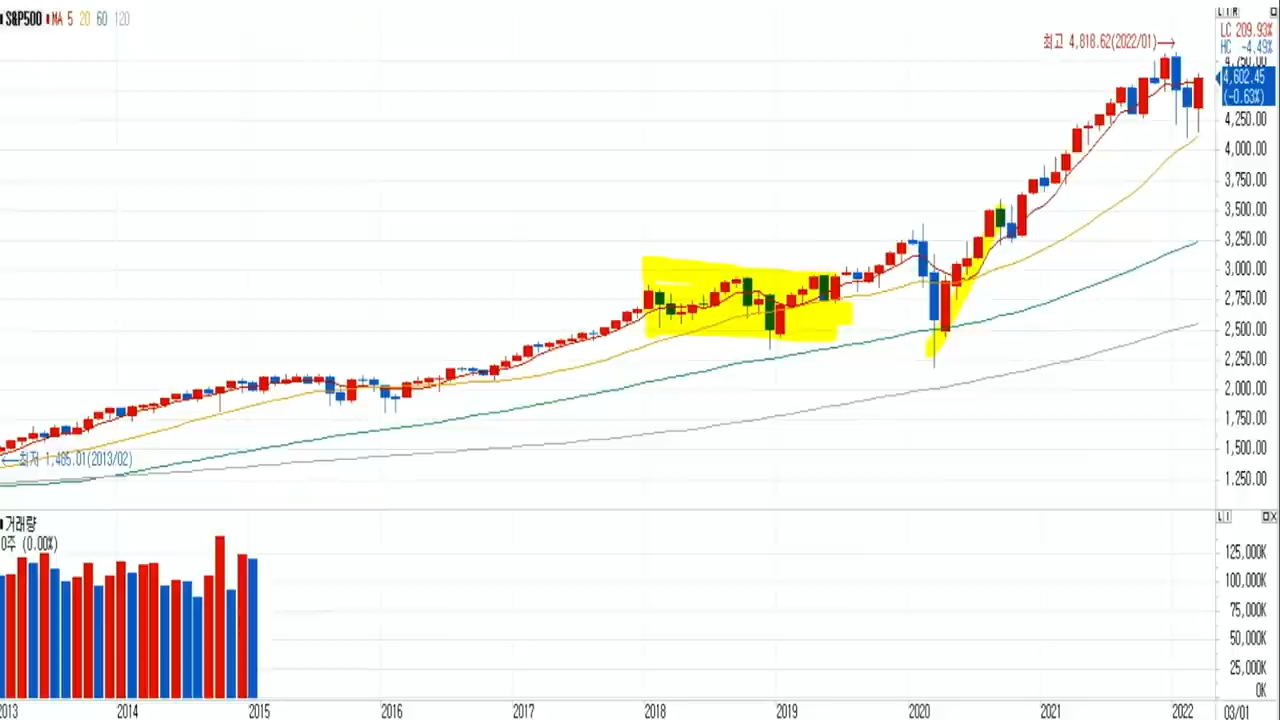 S&P500 MA 5 20 60 120
최고 4,818.62(2022/01)→
LC 209.93%
HC -4.49%
4,750.00
4,602.45
(-0.63%)
4,250.00
4,000.00
3,750.00
3,500.00
3,250.00
3,000.00
2,750.00
2,500.00
2,250.00
2,000.00
1,750.00
1,500.00
1,250.00
←최저 1,485.01(2013/02)
거래량
0주 (0.00%)
125,000K
100,000K
75,000K
50,000K
25,000K
0K
2013 2014 2015 2016 2017 2018 2019 2020 2021 2022 03/01